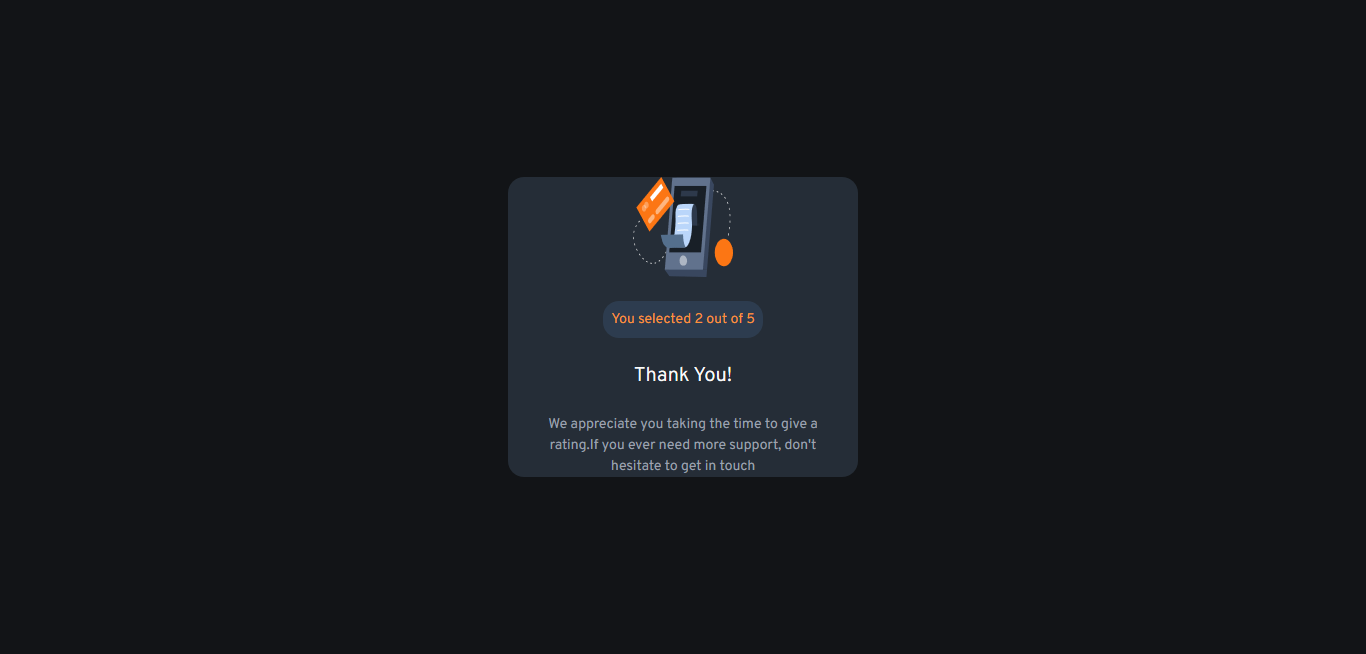 You selected 2 out of 5
Thank You!
We appreciate you taking the time to give a
rating.If you ever need more support, don't
hesitate to get in touch